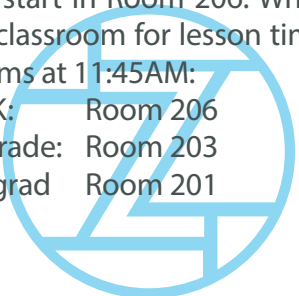 start in Room 206. Wh
classroom for lesson tim
ms at 11:45AM:
K: Room 206
rade: Room 203
grad Room 201